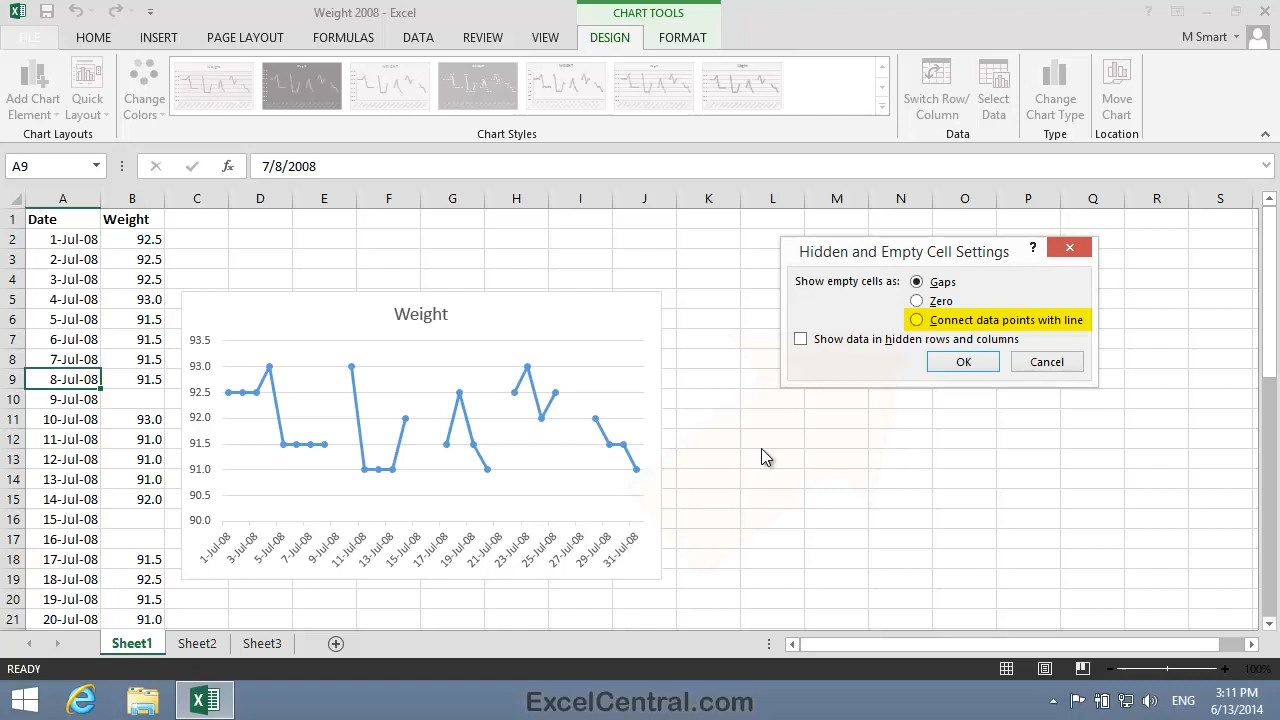 Weight 2008 - Excel
CHART TOOLS
FILE HOME INSERT PAGE LAYOUT FORMULAS DATA REVIEW VIEW DESIGN FORMAT
M Smart
Add Chart Element
Quick Layout
Change Colors
Switch Row/ Column
Select Data
Change Chart Type
Move Chart
Chart Layouts
Chart Styles
Data
Type
Location
A9
fx
7/8/2008
A B C D E F G H I J K L M N O P Q R S
1 Date Weight
2 1-Jul-08 92.5
3 2-Jul-08 92.5
4 3-Jul-08 92.5
5 4-Jul-08 93.0
6 5-Jul-08 91.5
7 6-Jul-08 91.5
8 7-Jul-08 91.5
9 8-Jul-08 91.5
10 9-Jul-08
11 10-Jul-08 93.0
12 11-Jul-08 91.0
13 12-Jul-08 91.0
14 13-Jul-08 91.0
15 14-Jul-08 92.0
16 15-Jul-08
17 16-Jul-08
18 17-Jul-08 91.5
19 18-Jul-08 92.5
20 19-Jul-08 91.5
21 20-Jul-08 91.0
Weight
93.5
93.0
92.5
92.0
91.5
91.0
90.5
90.0
1-Jul-08 3-Jul-08 5-Jul-08 7-Jul-08 9-Jul-08 11-Jul-08 13-Jul-08 15-Jul-08 17-Jul-08 19-Jul-08 21-Jul-08 23-Jul-08 25-Jul-08 27-Jul-08 29-Jul-08 31-Jul-08
Hidden and Empty Cell Settings
Show empty cells as: Gaps
Zero
Connect data points with line
Show data in hidden rows and columns
OK Cancel
Sheet1 Sheet2 Sheet3
READY
100%
ExcelCentral.com
ENG
3:11 PM
6/13/2014